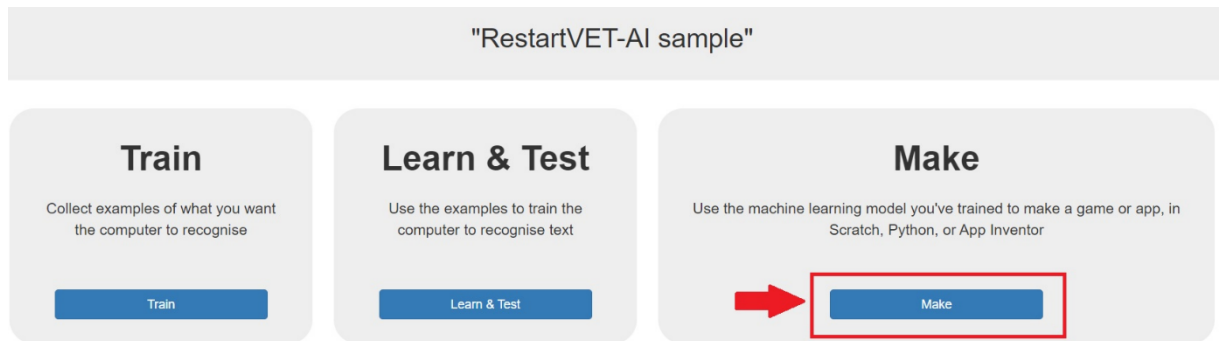 "RestartVET-AI sample"
Train
Collect examples of what you want
the computer to recognise
Train
Learn & Test
Use the examples to train the
computer to recognise text
Learn & Test
Make
Use the machine learning model you've trained to make a game or app, in
Scratch, Python, or App Inventor
Make